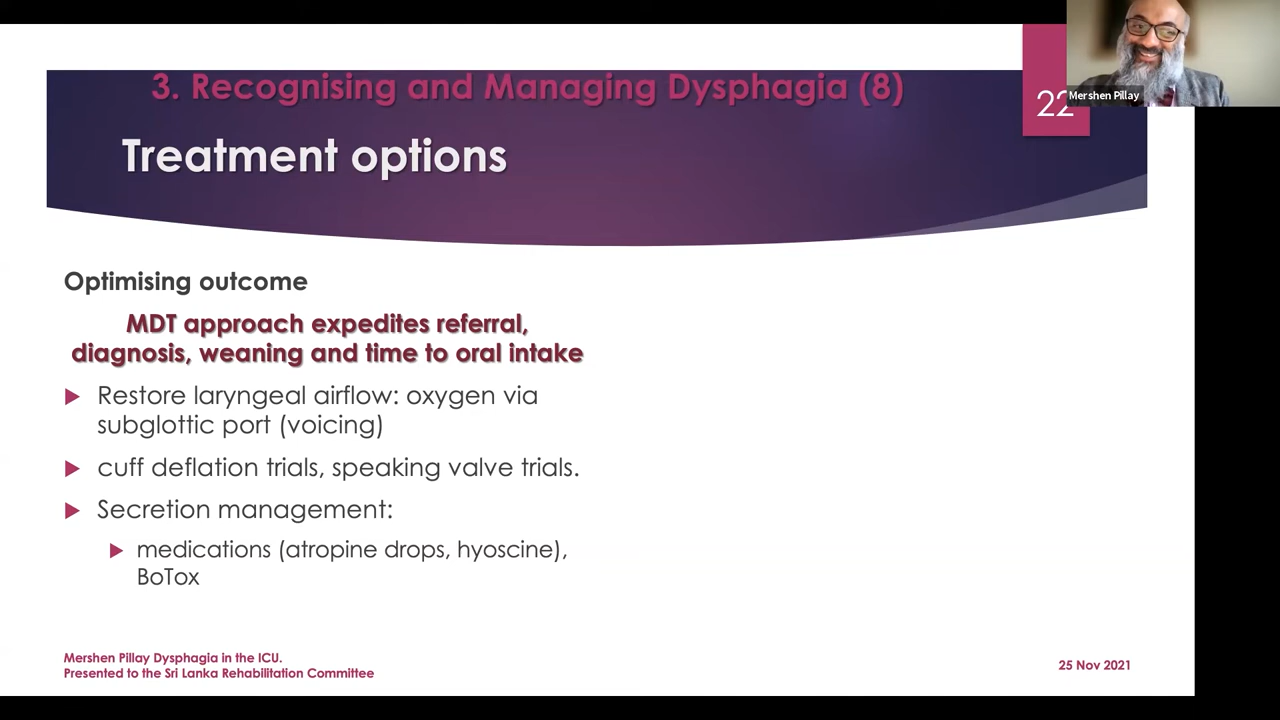 3. Recognising and Managing Dysphagia (8)
22
Mershen Pillay
Treatment options
Optimising outcome
MDT approach expedites referral,
diagnosis, weaning and time to oral intake
Restore laryngeal airflow: oxygen via
subglottic port (voicing)
cuff deflation trials, speaking valve trials.
Secretion management:
medications (atropine drops, hyoscine),
BoTox
Mershen Pillay Dysphagia in the ICU.
Presented to the Sri Lanka Rehabilitation Committee
25 Nov 2021